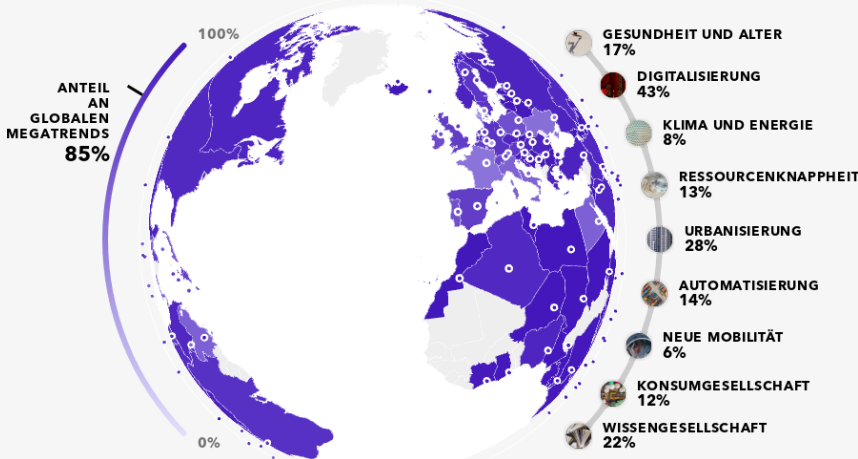 100%
ANTEIL
AN
GLOBALEN
MEGATRENDS
85%
0%
GESUNDHEIT UND ALTER
17%
DIGITALISIERUNG
43%
KLIMA UND ENERGIE
8%
RESSOURCENKNAPPHEIT
13%
URBANISIERUNG
28%
AUTOMATISIERUNG
14%
NEUE MOBILITÄT
6%
KONSUMGESELLSCHAFT
12%
WISSENGESELLSCHAFT
22%